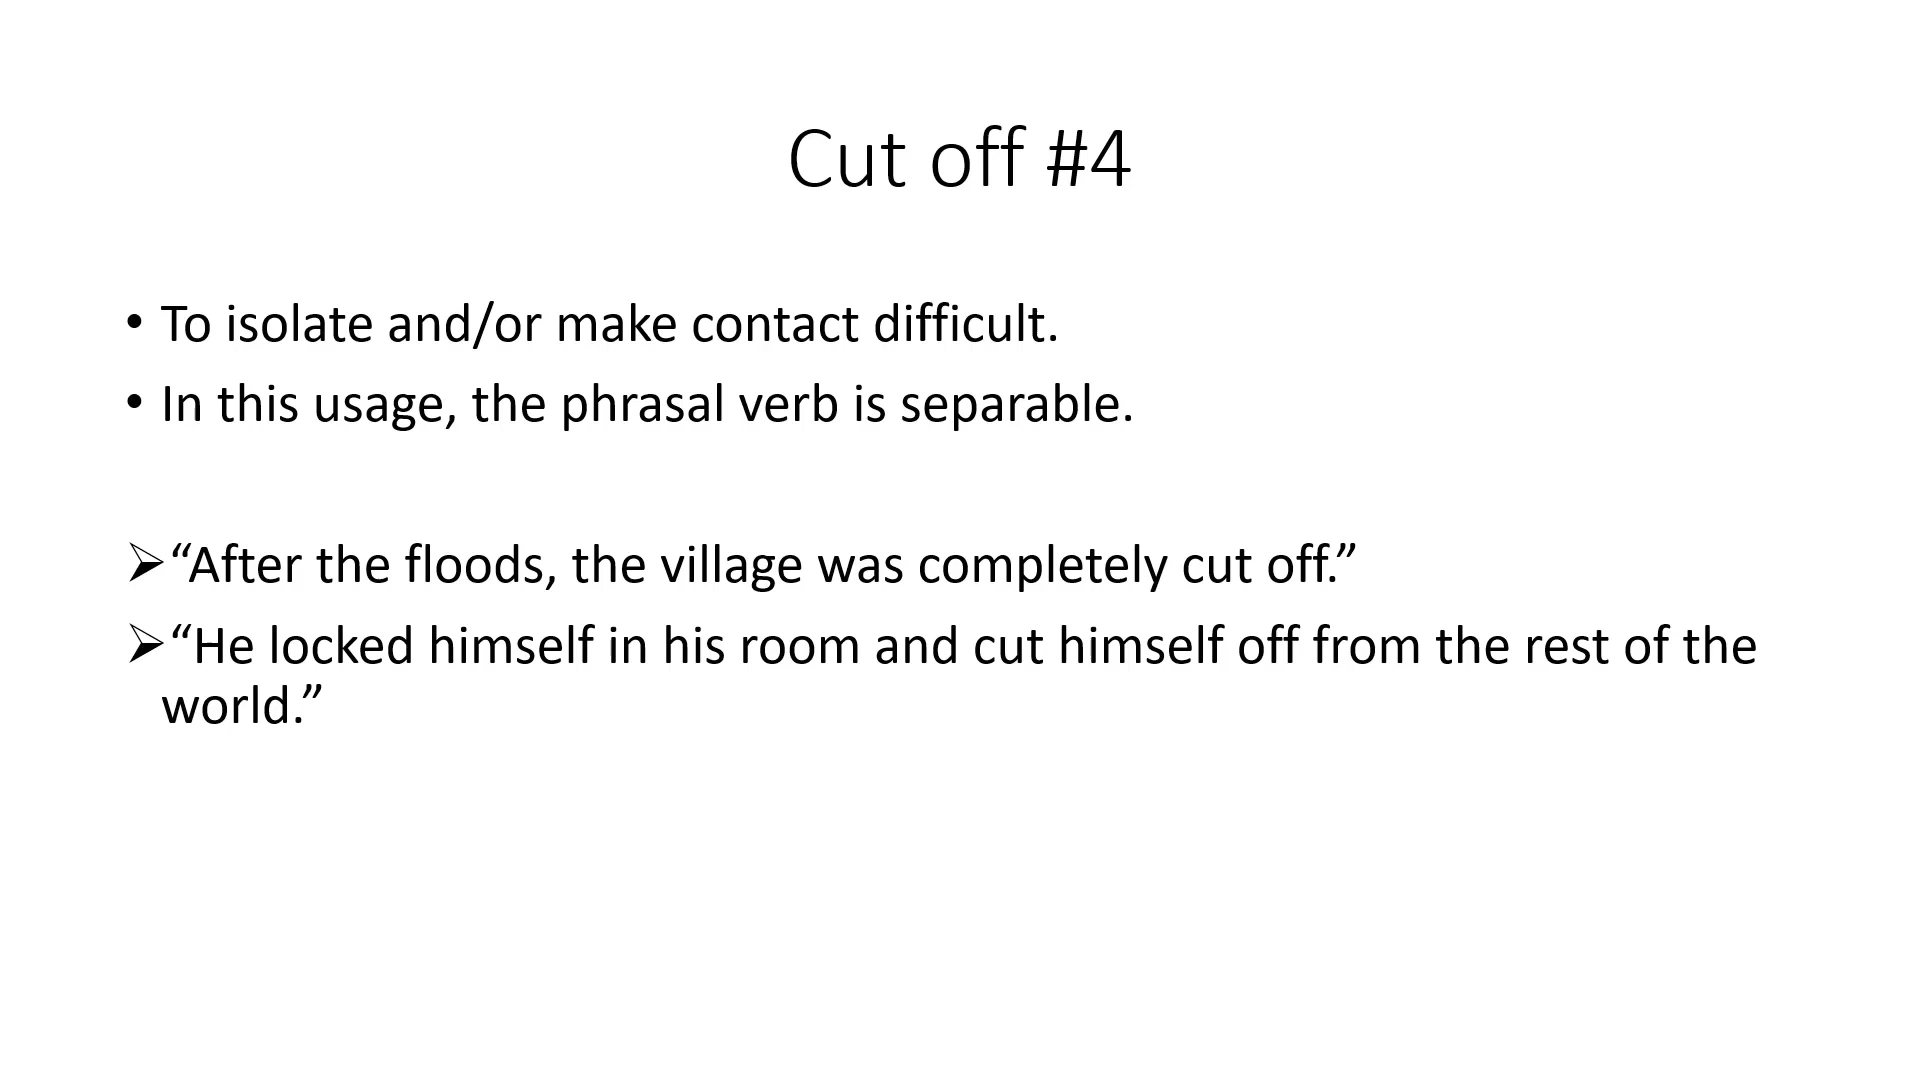 Cut off #4
• To isolate and/or make contact difficult.
• In this usage, the phrasal verb is separable.
➢“After the floods, the village was completely cut off.”
➢“He locked himself in his room and cut himself off from the rest of the
world.”